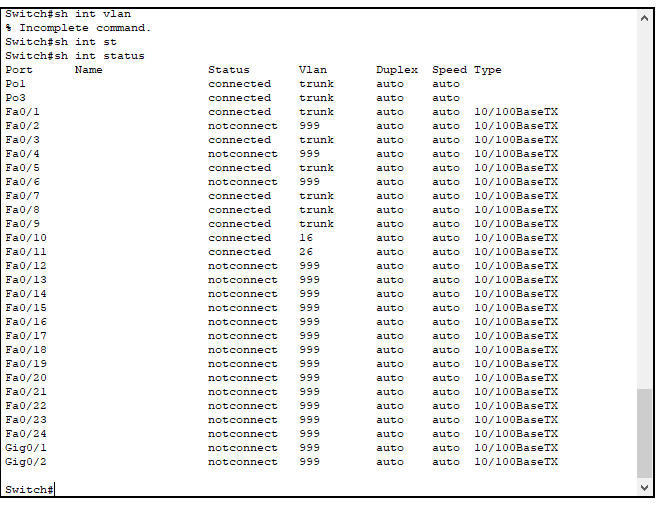 Switch#sh int vlan
% Incomplete command.
Switch#sh int st
Switch#sh int status
Port Name Status Vlan Duplex Speed Type
Po1 connected trunk auto auto
Po3 connected trunk auto auto
Fa0/1 connected trunk auto auto 10/100BaseTX
Fa0/2 notconnect 999 auto auto 10/100BaseTX
Fa0/3 connected trunk auto auto 10/100BaseTX
Fa0/4 notconnect 999 auto auto 10/100BaseTX
Fa0/5 connected trunk auto auto 10/100BaseTX
Fa0/6 notconnect 999 auto auto 10/100BaseTX
Fa0/7 connected trunk auto auto 10/100BaseTX
Fa0/8 connected trunk auto auto 10/100BaseTX
Fa0/9 connected trunk auto auto 10/100BaseTX
Fa0/10 connected 16 auto auto 10/100BaseTX
Fa0/11 connected 26 auto auto 10/100BaseTX
Fa0/12 notconnect 999 auto auto 10/100BaseTX
Fa0/13 notconnect 999 auto auto 10/100BaseTX
Fa0/14 notconnect 999 auto auto 10/100BaseTX
Fa0/15 notconnect 999 auto auto 10/100BaseTX
Fa0/16 notconnect 999 auto auto 10/100BaseTX
Fa0/17 notconnect 999 auto auto 10/100BaseTX
Fa0/18 notconnect 999 auto auto 10/100BaseTX
Fa0/19 notconnect 999 auto auto 10/100BaseTX
Fa0/20 notconnect 999 auto auto 10/100BaseTX
Fa0/21 notconnect 999 auto auto 10/100BaseTX
Fa0/22 notconnect 999 auto auto 10/100BaseTX
Fa0/23 notconnect 999 auto auto 10/100BaseTX
Fa0/24 notconnect 999 auto auto 10/100BaseTX
Gig0/1 notconnect 999 auto auto 10/100BaseTX
Gig0/2 notconnect 999 auto auto 10/100BaseTX
Switch#